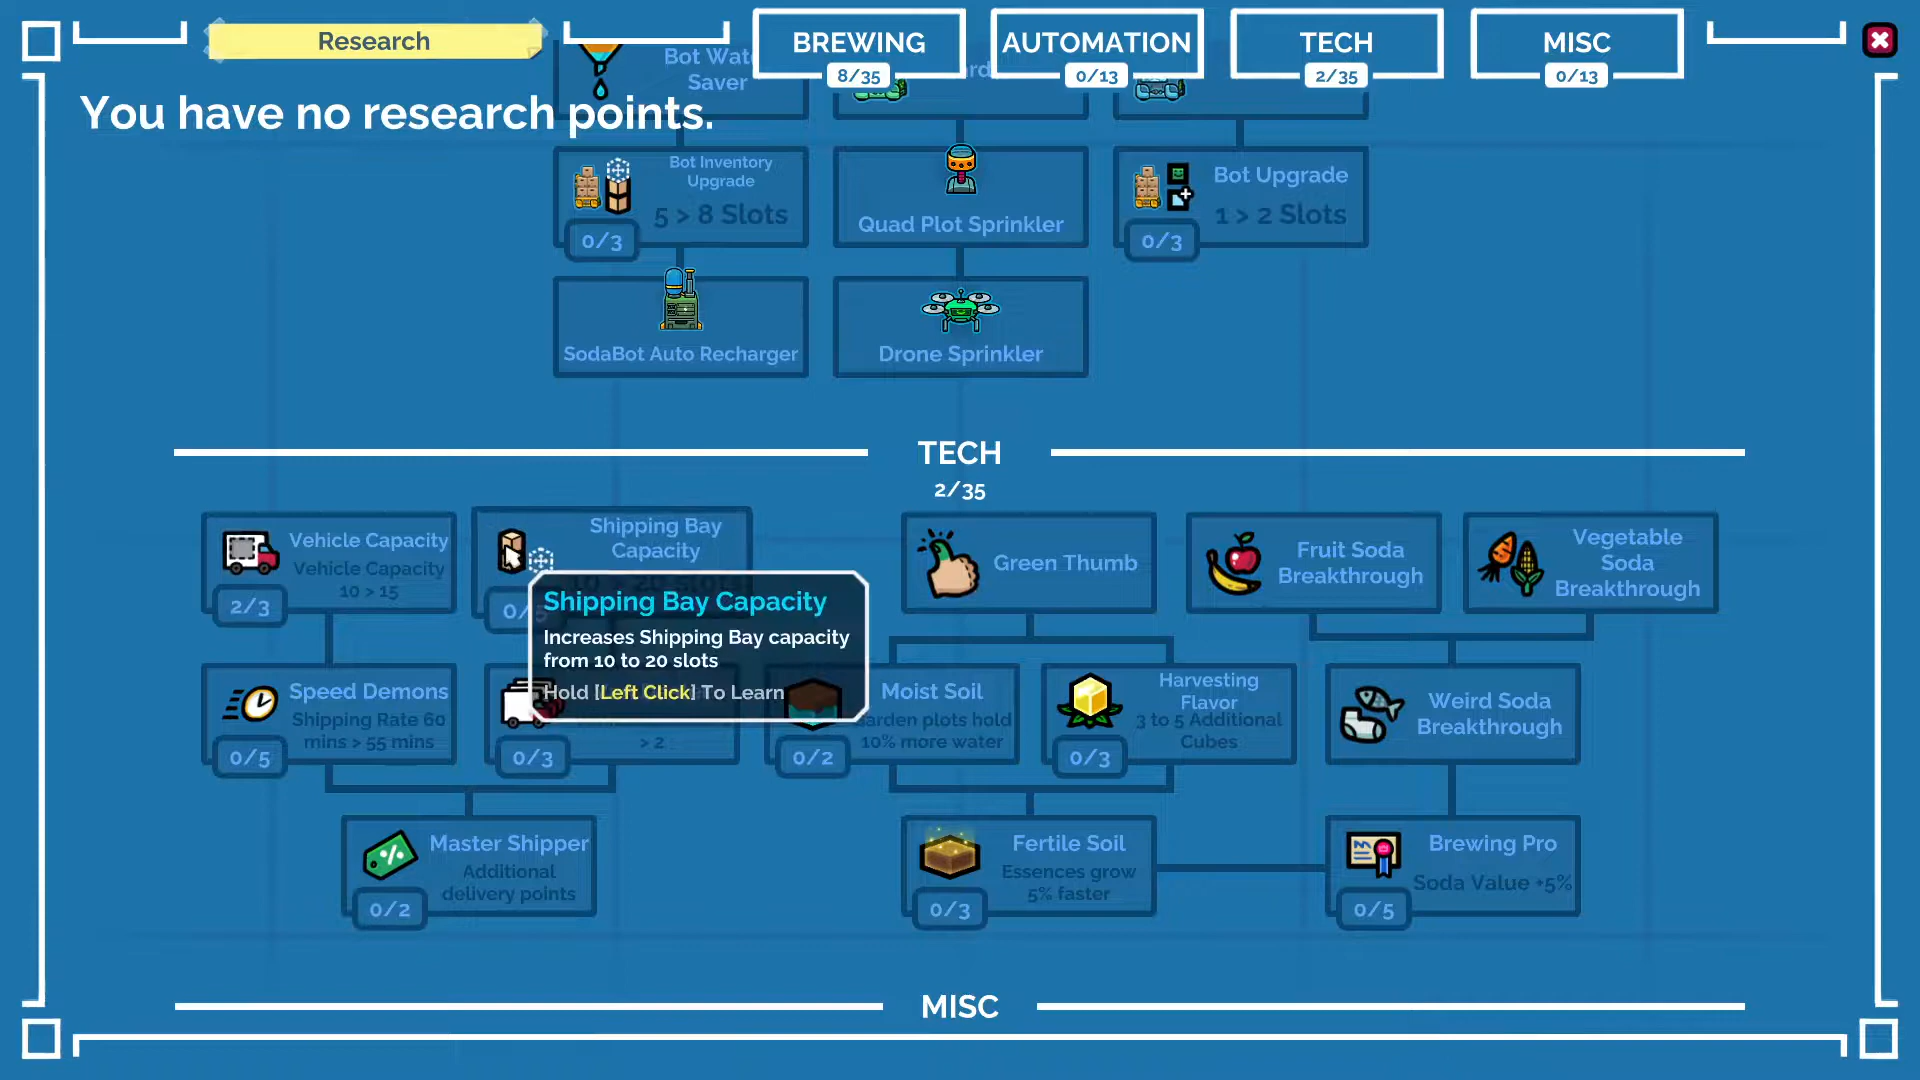 Research
BREWING
8/35
AUTOMATION
0/13
TECH
2/35
MISC
0/13
You have no research points.
Saver
Bot Inventory
Upgrade
5 > 8 Slots
0/3
Quad Plot Sprinkler
Bot Upgrade
1 > 2 Slots
0/3
SodaBot Auto Recharger
Drone Sprinkler
TECH
2/35
Vehicle Capacity
Vehicle Capacity
10 > 15
2/3
Shipping Bay
Capacity
Shipping Bay Capacity
Increases Shipping Bay capacity
from 10 to 20 slots
Hold [Left Click] To Learn
Green Thumb
Fruit Soda
Breakthrough
Vegetable
Soda
Breakthrough
Speed Demons
Shipping Rate 60
mins > 55 mins
0/5
> 2
0/3
Moist Soil
Garden plots hold
10% more water
0/2
Harvesting
Flavor
3 to 5 Additional
Cubes
0/3
Weird Soda
Breakthrough
Master Shipper
Additional
delivery points
0/2
Fertile Soil
Essences grow
5% faster
0/3
Brewing Pro
Soda Value +5%
0/5
MISC